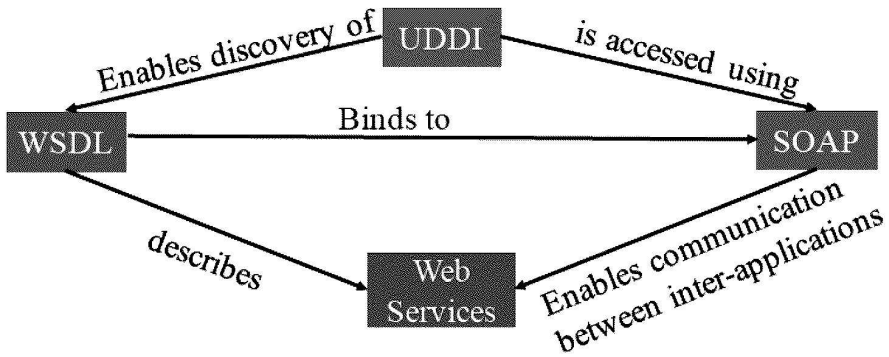 UDDI
Enables discovery of
is accessed using
WSDL
Binds to
SOAP
describes
Web
Services
Enables communication
between inter-applications